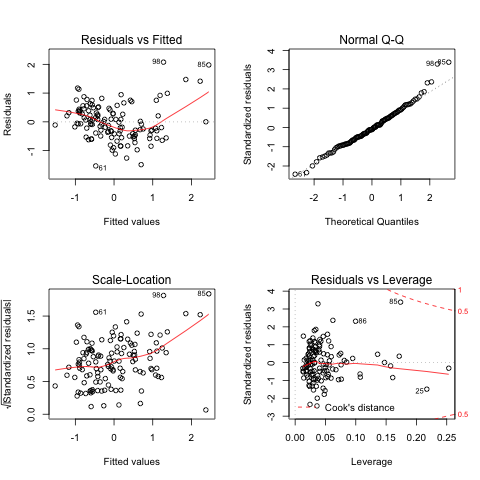 Residuals vs Fitted
Residuals
-1 0 1 2
98
85
61
-1 0 1 2
Fitted values
Normal Q-Q
Standardized residuals
-2 -1 0 1 2 3 4
98
85
61
-2 -1 0 1 2
Theoretical Quantiles
Scale-Location
√|Standardized residuals|
0.0 0.5 1.0 1.5
98
85
61
-1 0 1 2
Fitted values
Residuals vs Leverage
Standardized residuals
-3 -2 -1 0 1 2 3 4
1
0.5
85
86
25
Cook's distance
0.5
0.00 0.05 0.10 0.15 0.20 0.25
Leverage